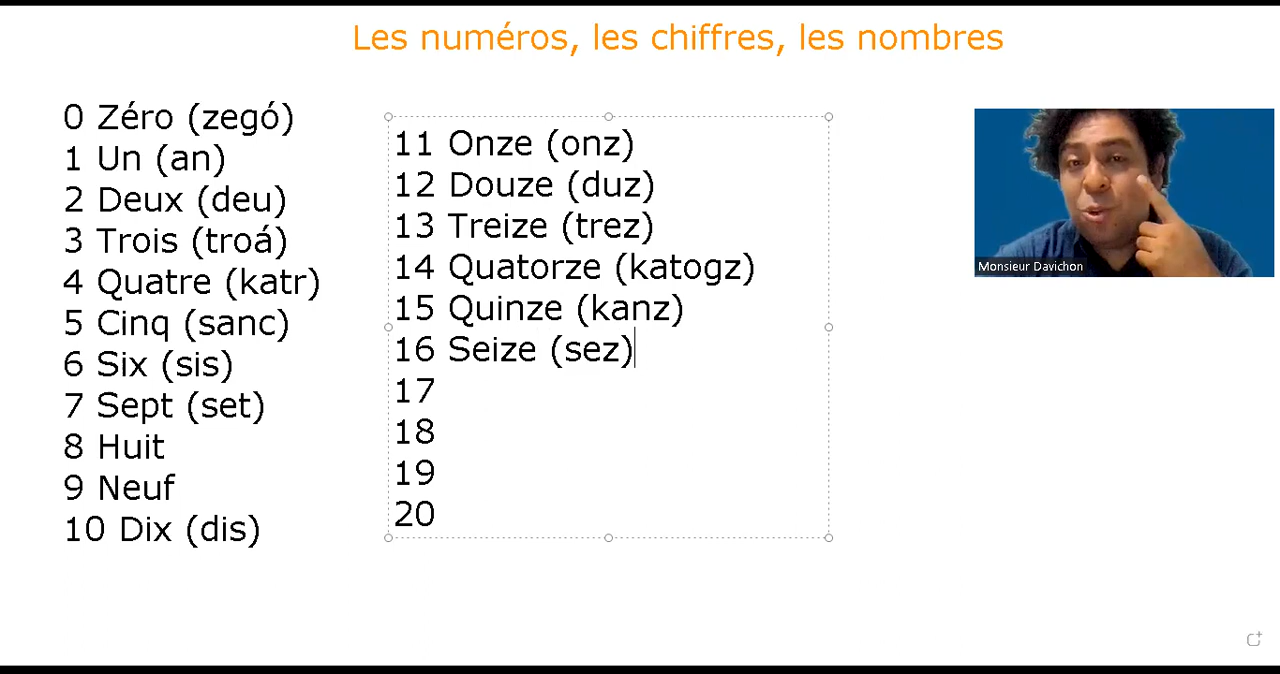 Les numéros, les chiffres, les nombres
0 Zéro (zegó)
1 Un (an)
2 Deux (deu)
3 Trois (troá)
4 Quatre (katr)
5 Cinq (sanc)
6 Six (sis)
7 Sept (set)
8 Huit
9 Neuf
10 Dix (dis)
11 Onze (onz)
12 Douze (duz)
13 Treize (trez)
14 Quatorze (katogz)
15 Quinze (kanz)
16 Seize (sez)
17
18
19
20
Monsieur Davichon